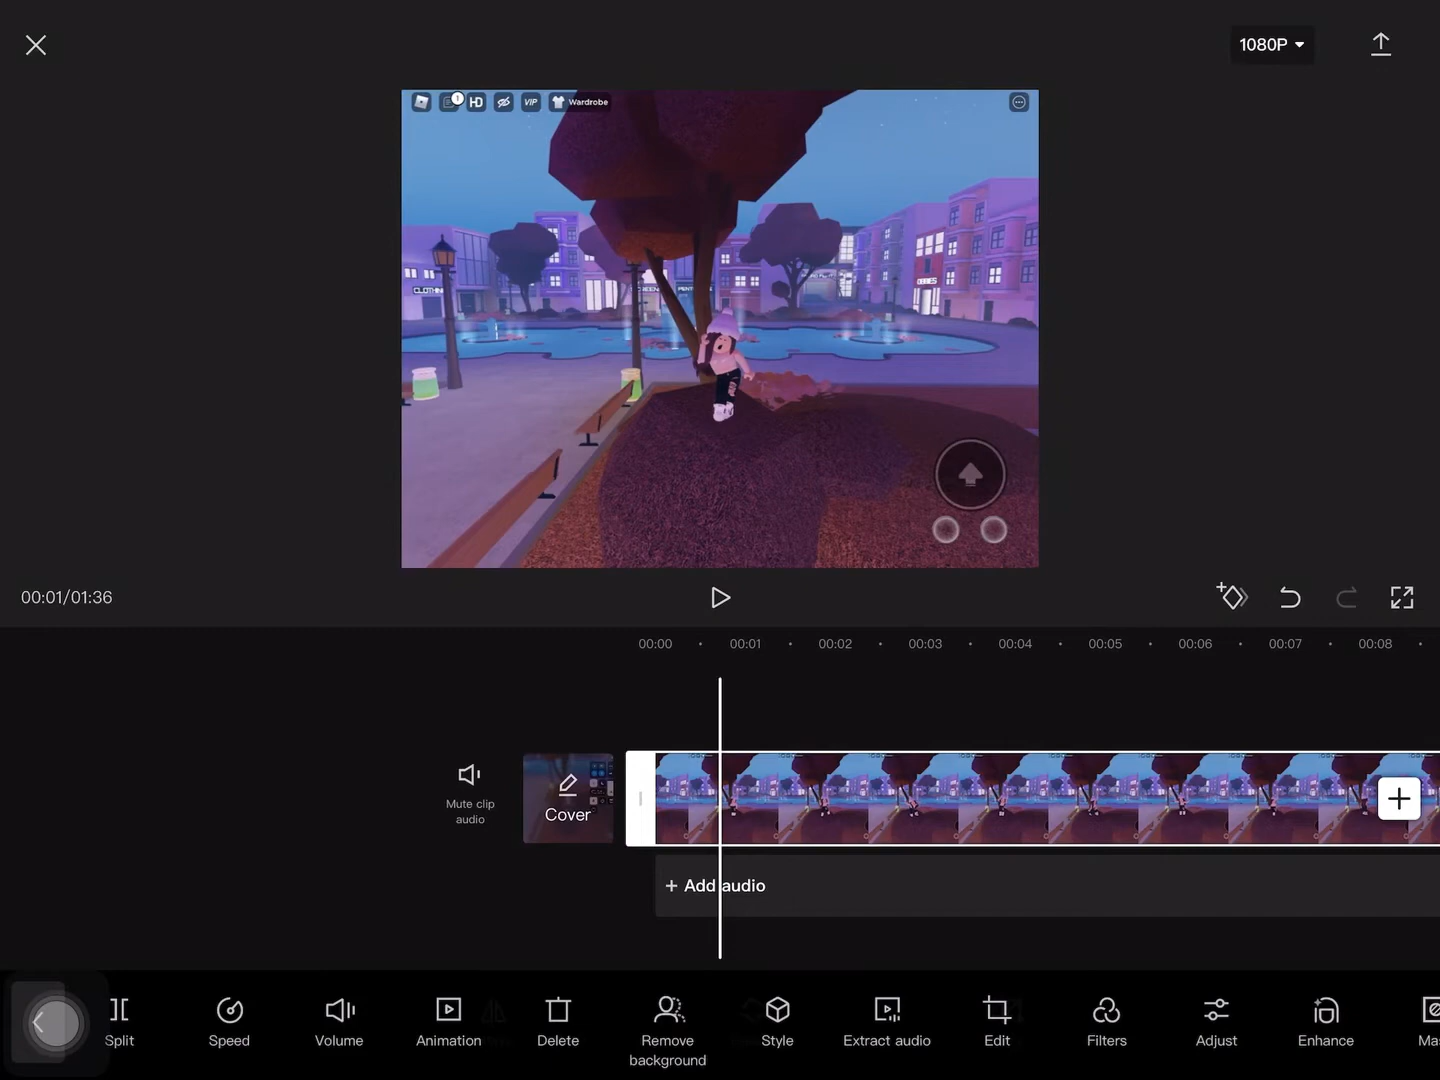 1080P
1
HD
VIP
Wardrobe
00:01/01:36
00:00
00:01
00:02
00:03
00:04
00:05
00:06
00:07
00:08
Mute clip
audio
Cover
+ Add audio
Split
Speed
Volume
Animation
Delete
Remove
background
Style
Extract audio
Edit
Filters
Adjust
Enhance
Ma